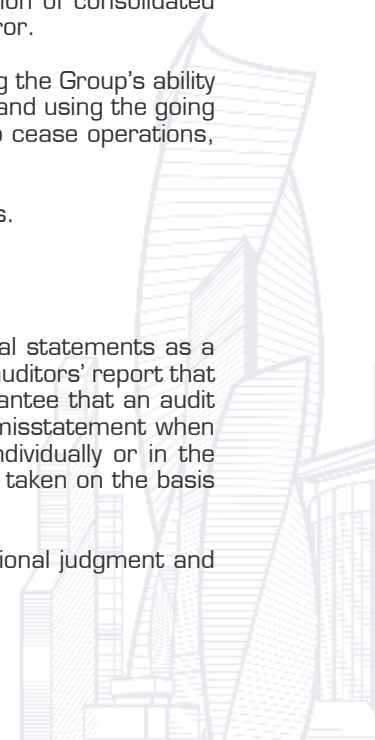 ion of consolidated
ror.
g the Group's ability
and using the going
o cease operations,
s.
al statements as a
auditors' report that
antee that an audit
misstatement when
ndividually or in the
taken on the basis
ional judgment and